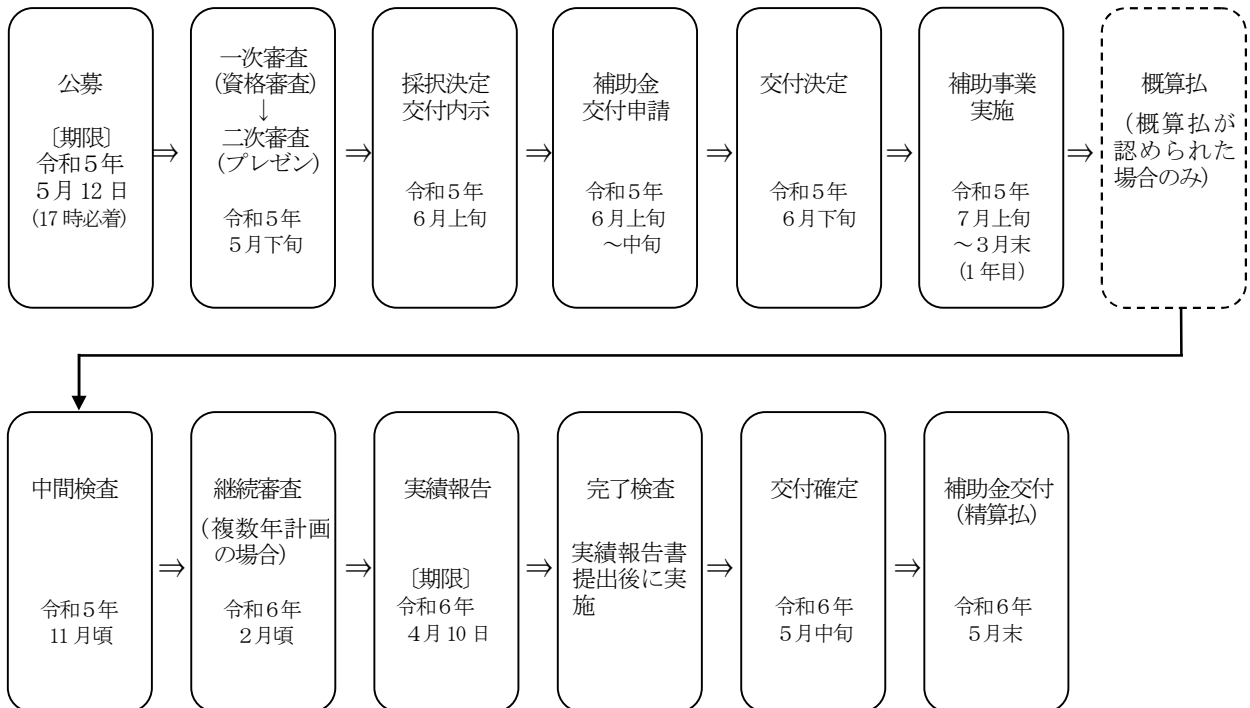 公募
〔期限〕
令和５年
５月 12 日
(17 時必着)
⇒
一次審査
(資格審査)
↓
二次審査
(プレゼン)
令和５年
５月下旬
⇒
採択決定
交付内示
令和５年
６月上旬
⇒
補助金
交付申請
令和５年
６月上旬
～中旬
⇒
交付決定
令和５年
６月下旬
⇒
補助事業
実施
令和５年
７月上旬
～３月末
(1 年目)
⇒
概算払
（概算払が
認められた
場合のみ）
中間検査
令和５年
11 月頃
⇒
継続審査
（複数年計画
の場合）
令和６年
２月頃
⇒
実績報告
〔期限〕
令和６年
４月 10 日
⇒
完了検査
実績報告書
提出後に実
施
⇒
交付確定
令和６年
５月中旬
⇒
補助金交付
（精算払）
令和６年
５月末